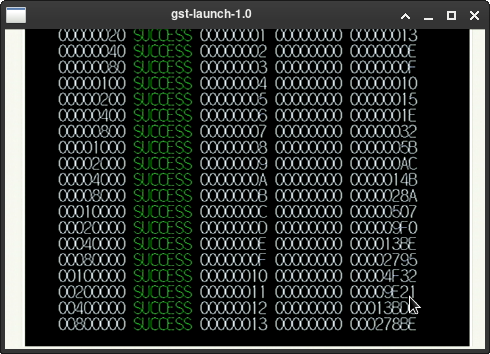 gst-launch-1.0
00000020 SUCCESS 00000001 00000000 00000013
00000040 SUCCESS 00000002 00000000 0000000E
00000080 SUCCESS 00000003 00000000 0000000F
00000100 SUCCESS 00000004 00000000 00000010
00000200 SUCCESS 00000005 00000000 00000015
00000400 SUCCESS 00000006 00000000 0000001E
00000800 SUCCESS 00000007 00000000 00000032
00001000 SUCCESS 00000008 00000000 0000005B
00002000 SUCCESS 00000009 00000000 000000AC
00004000 SUCCESS 0000000A 00000000 0000014B
00008000 SUCCESS 0000000B 00000000 0000028A
00010000 SUCCESS 0000000C 00000000 00000507
00020000 SUCCESS 0000000D 00000000 000009F0
00040000 SUCCESS 0000000E 00000000 000013BE
00080000 SUCCESS 0000000F 00000000 00002795
00100000 SUCCESS 00000010 00000000 00004F32
00200000 SUCCESS 00000011 00000000 00009E21
00400000 SUCCESS 00000012 00000000
00800000 SUCCESS 00000013 00000000 000278BE